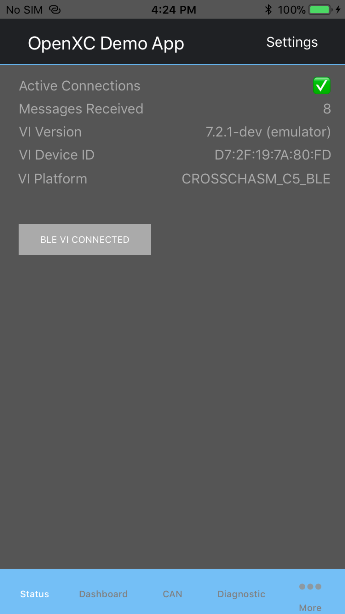 No SIM 4:24 PM 100%
OpenXC Demo App Settings
Active Connections
Messages Received 8
VI Version 7.2.1-dev (emulator)
VI Device ID D7:2F:19:7A:80:FD
VI Platform CROSSCHASM_C5_BLE
BLE VI CONNECTED
Status Dashboard CAN Diagnostic More